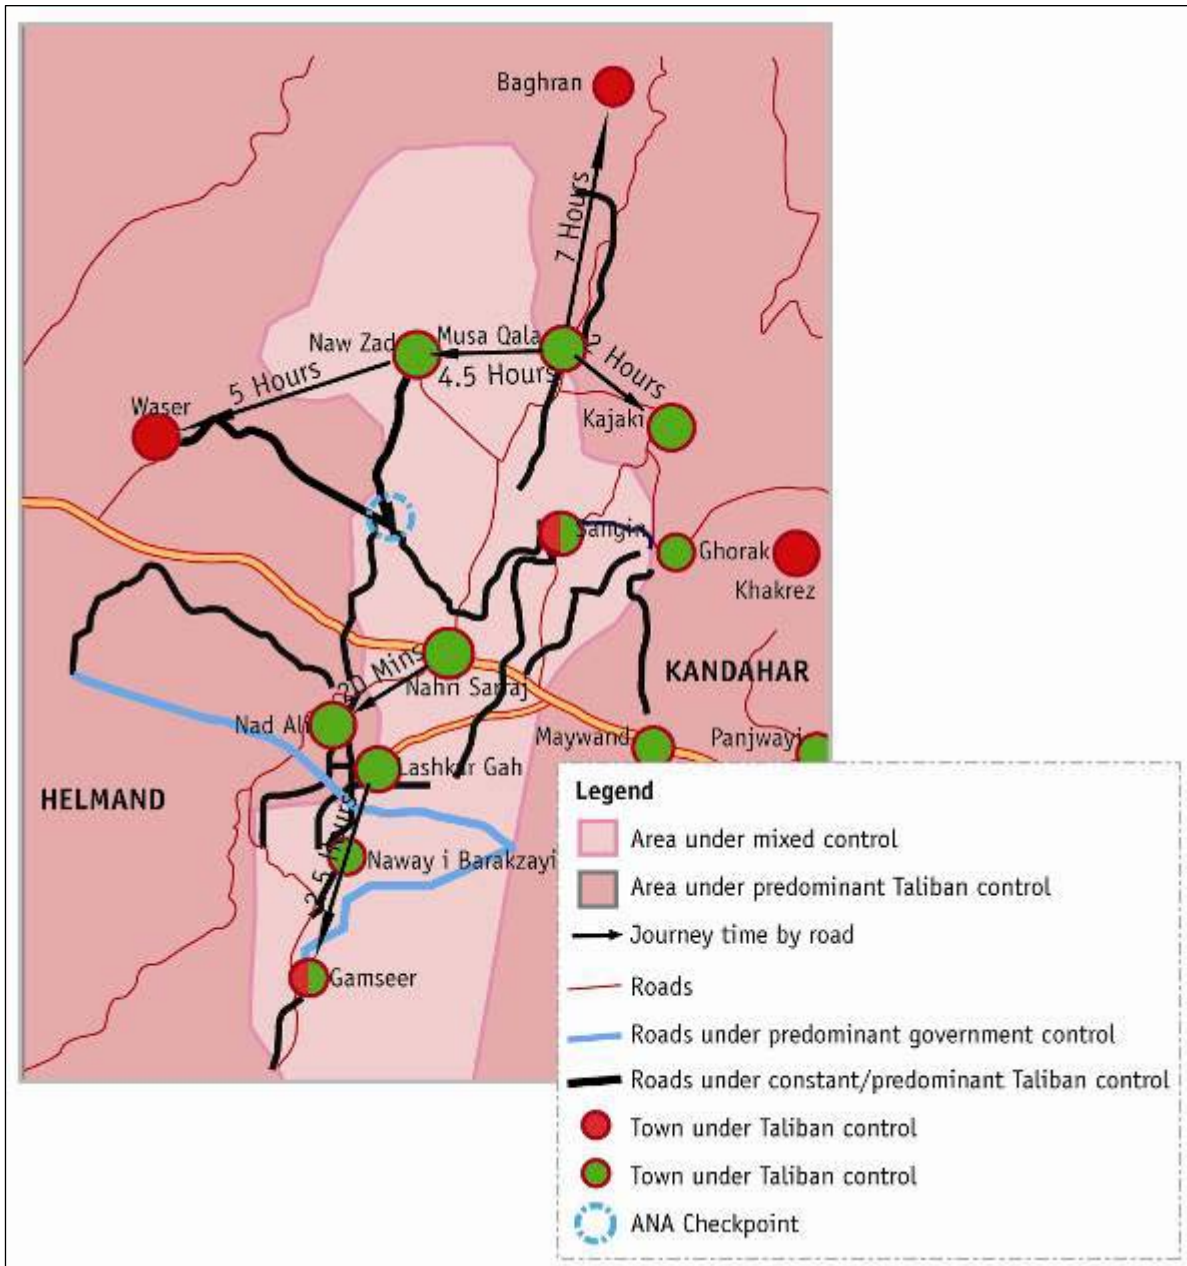 Baghran
7 Hours
Naw Zad
Musa Qala
4.5 Hours
2 Hours
5 Hours
Waser
Kajaki
Sangin
Ghorak
Khakrez
KANDAHAR
20 Mins
Nahri Sarraj
Nad Ali
Maywand
Panjwayi
Lashkar Gah
HELMAND
Hours
Naway i Barakzayi
Gamseer
Legend
Area under mixed control
Area under predominant Taliban control
Journey time by road
Roads
Roads under predominant government control
Roads under constant/predominant Taliban control
Town under Taliban control
Town under Taliban control
ANA Checkpoint